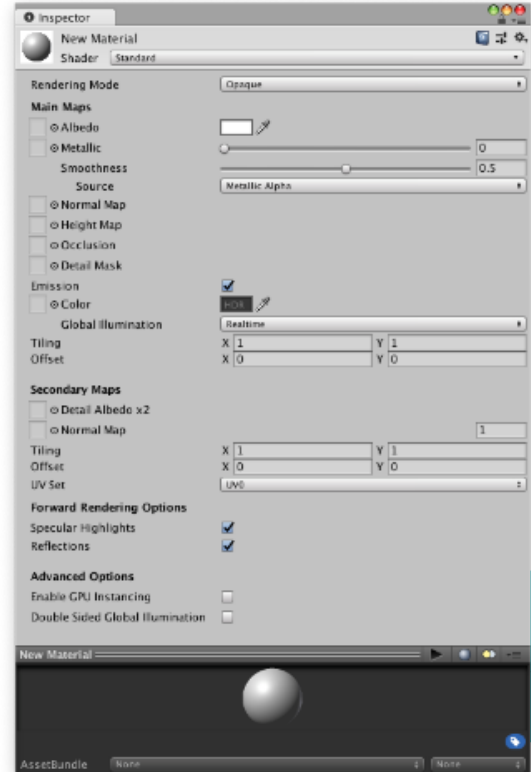 Inspector
New Material
Shader Standard
Rendering Mode Opaque
Main Maps
Albedo
Metallic 0
Smoothness 0.5
Source Metallic Alpha
Normal Map
Height Map
Occlusion
Detail Mask
Emission
Color HDR
Global Illumination Realtime
Tiling X 1 Y 1
Offset X 0 Y 0
Secondary Maps
Detail Albedo x2
Normal Map 1
Tiling X 1 Y 1
Offset X 0 Y 0
UV Set UV0
Forward Rendering Options
Specular Highlights
Reflections
Advanced Options
Enable GPU Instancing
Double Sided Global Illumination
New Material
AssetBundle None None